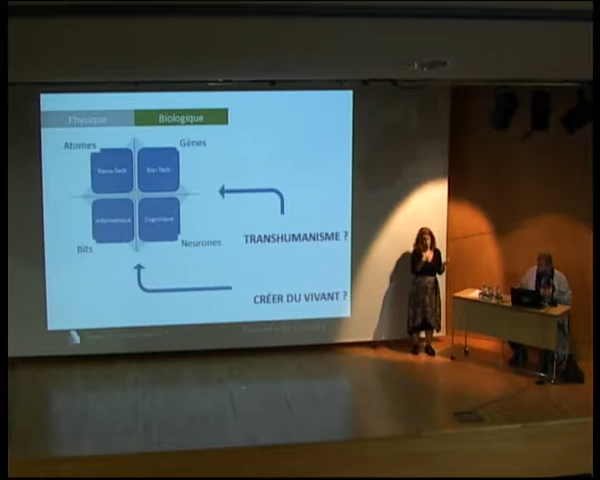 Physique Biologique
Atomes Gènes
Nano-Tech Bio-Tech
Informatique Cognitique
Bits Neurones
TRANSHUMANISME ?
CRÉER DU VIVANT ?